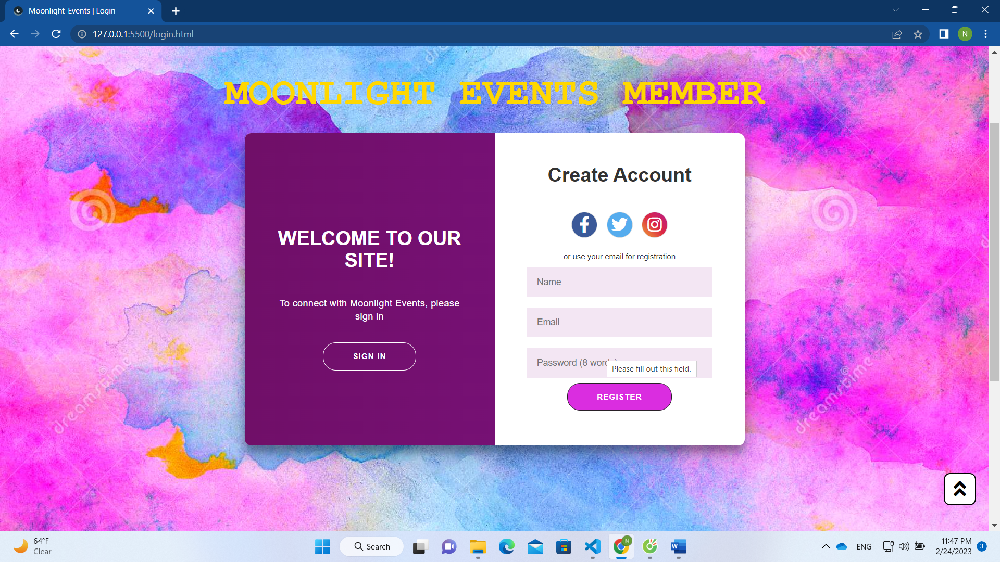 Moonlight-Events | Login
127.0.0.1:5500/login.html
N
MOONLIGHT EVENTS MEMBER
WELCOME TO OUR
SITE!
To connect with Moonlight Events, please
sign in
SIGN IN
Create Account
or use your email for registration
Name
Email
Password (8 word
Please fill out this field.
REGISTER
dreamstime
dreamstime
64°F
Clear
Search
N
W
ENG
11:47 PM
2/24/2023
3